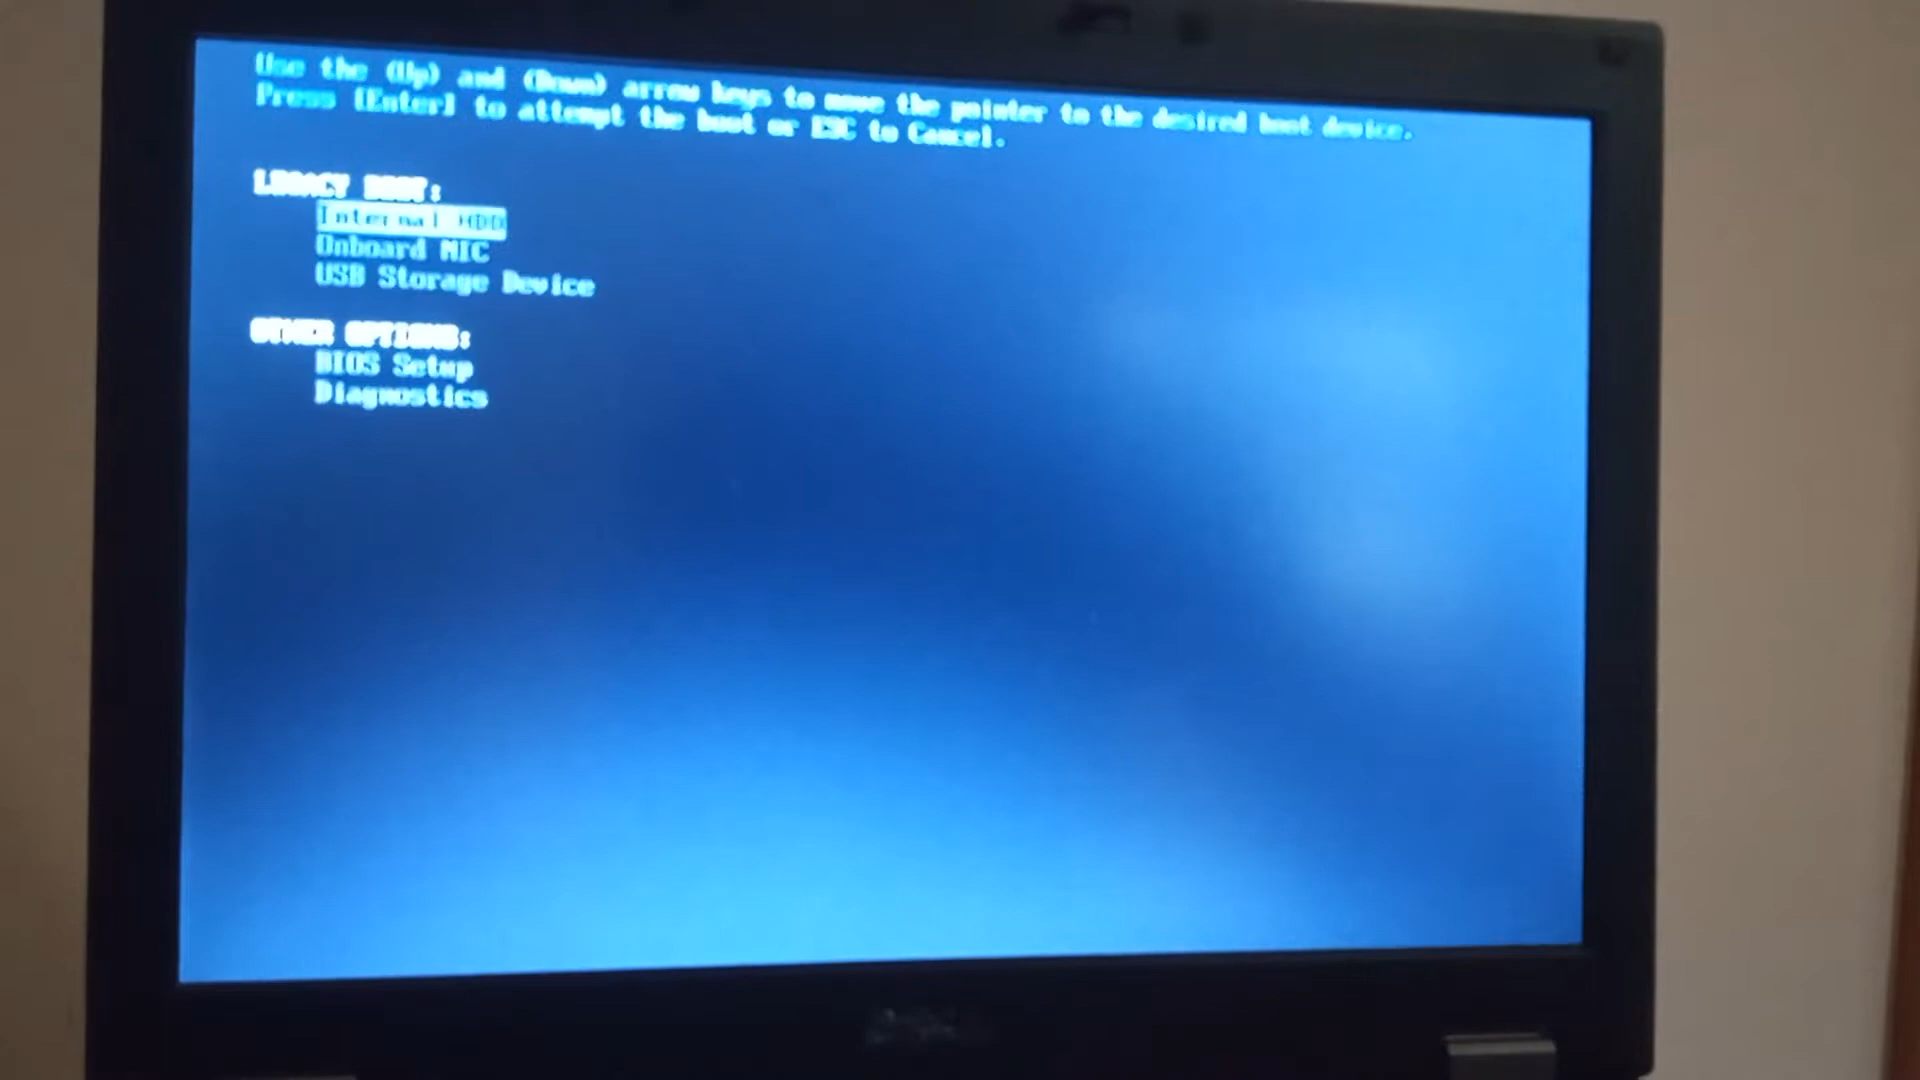 Use the (Up) and (Down) arrow keys to move the pointer to the desired boot device.
Press [Enter] to attempt the boot or ESC to Cancel.
LEGACY BOOT:
Internal HDD
Onboard NIC
USB Storage Device
OTHER OPTIONS:
BIOS Setup
Diagnostics